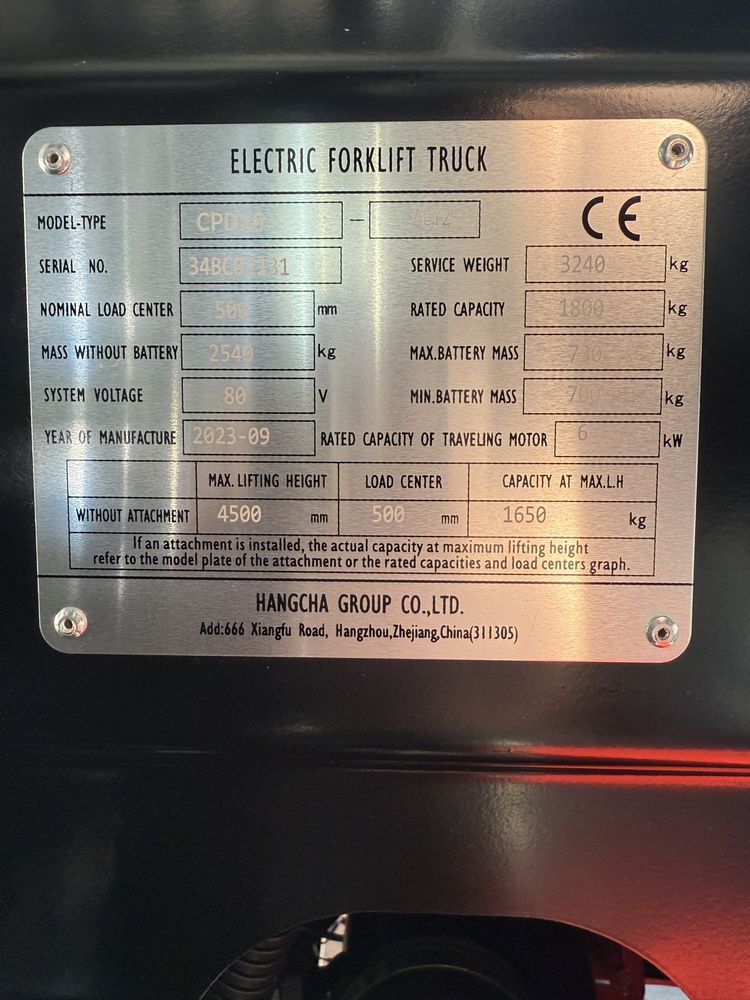 ELECTRIC FORKLIFT TRUCK
MODEL-TYPE CPD18 -
CE
SERIAL NO. SERVICE WEIGHT 3240 kg
NOMINAL LOAD CENTER 500 mm RATED CAPACITY 1800 kg
MASS WITHOUT BATTERY 2540 kg MAX.BATTERY MASS 730 kg
SYSTEM VOLTAGE 80 V MIN.BATTERY MASS 700 kg
YEAR OF MANUFACTURE 2023-09 RATED CAPACITY OF TRAVELING MOTOR 6 kW
MAX. LIFTING HEIGHT LOAD CENTER CAPACITY AT MAX.L.H
WITHOUT ATTACHMENT 4500 mm 500 mm 1650 kg
If an attachment is installed, the actual capacity at maximum lifting height
refer to the model plate of the attachment or the rated capacities and load centers graph.
HANGCHA GROUP CO.,LTD.
Add:666 Xiangfu Road, Hangzhou,Zhejiang,China(311305)